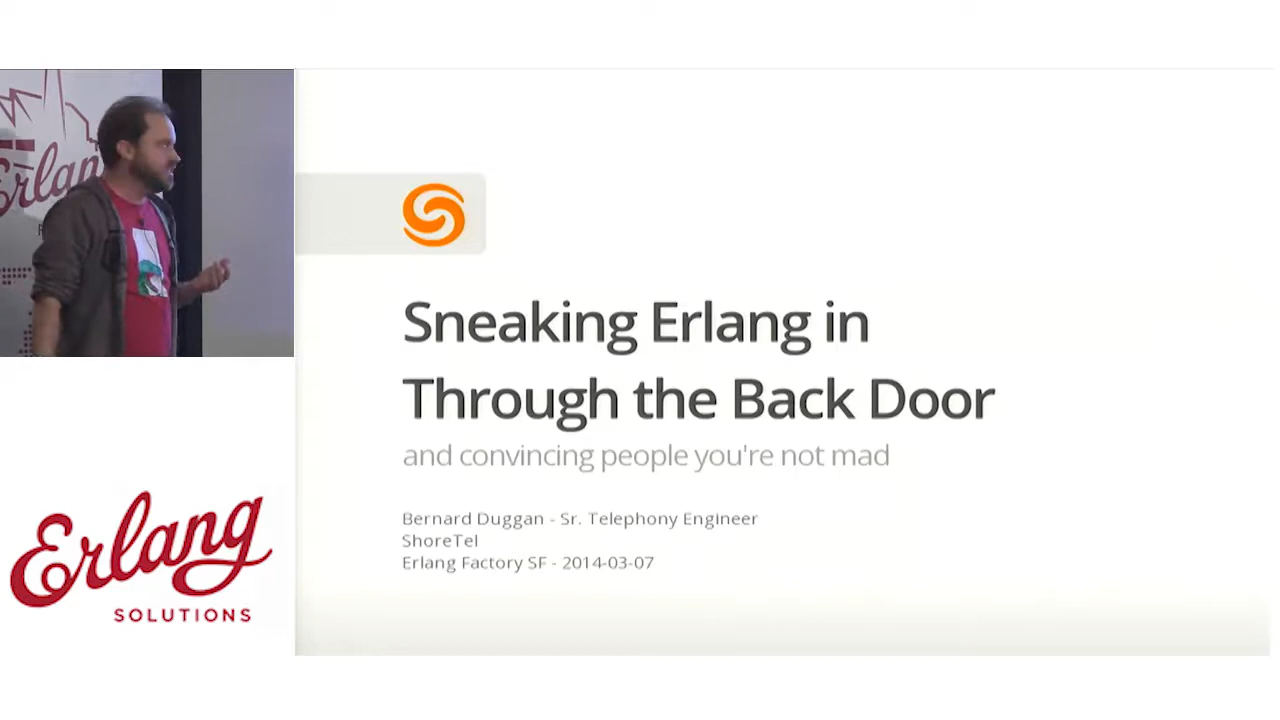 Erlang
Sneaking Erlang in
Through the Back Door
and convincing people you're not mad
Bernard Duggan - Sr. Telephony Engineer
ShoreTel
Erlang Factory SF - 2014-03-07
Erlang
SOLUTIONS